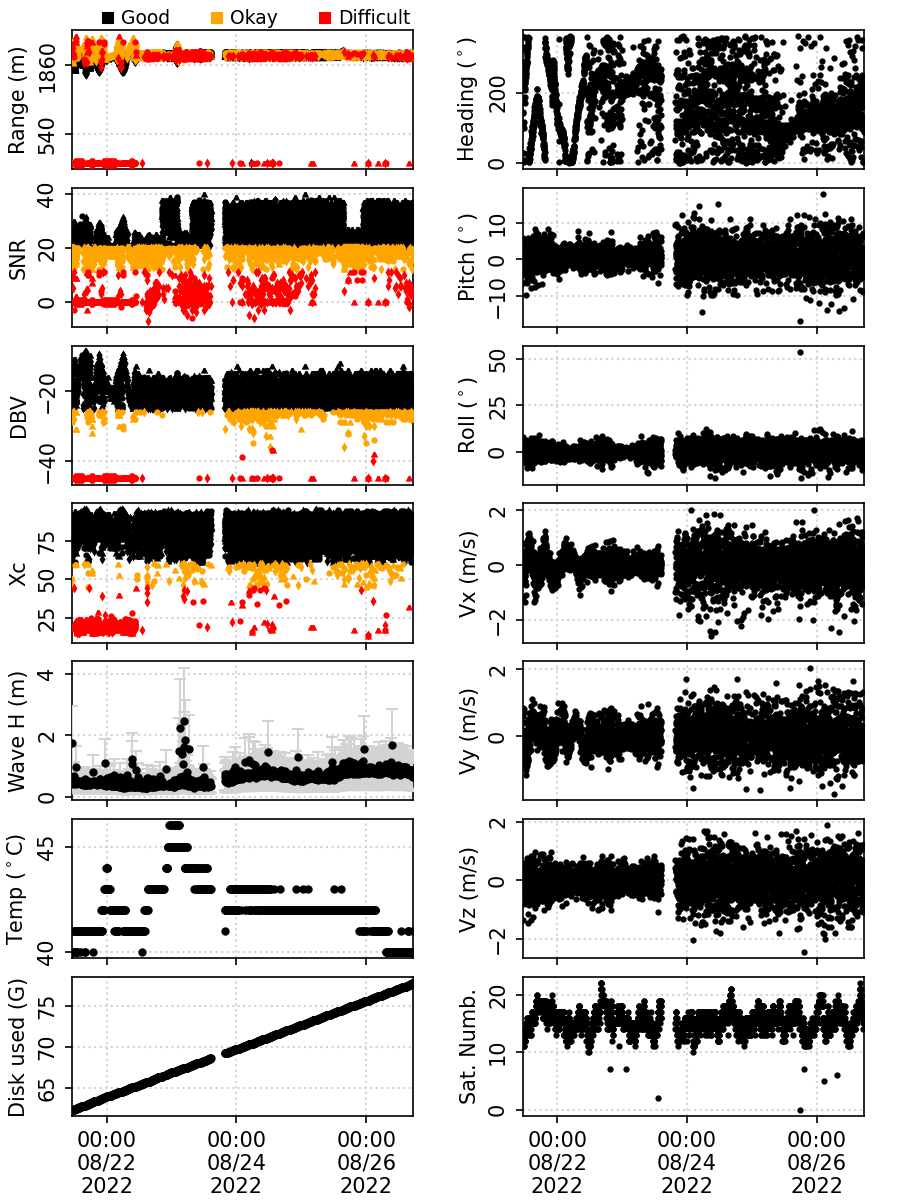 Good Okay Difficult
Range (m)
1860
540
Heading (°)
200
0
SNR
40
20
0
Pitch (°)
10
0
−10
DBV
−20
−40
Roll (°)
50
25
0
Xc
75
50
25
Vx (m/s)
2
0
−2
Wave H (m)
4
2
0
Vy (m/s)
2
0
Temp (°C)
45
40
Vz (m/s)
2
0
−2
Disk used (G)
75
70
65
Sat. Numb.
20
10
0
00:00 00:00 00:00
08/22 08/24 08/26
2022 2022 2022
00:00 00:00 00:00
08/22 08/24 08/26
2022 2022 2022